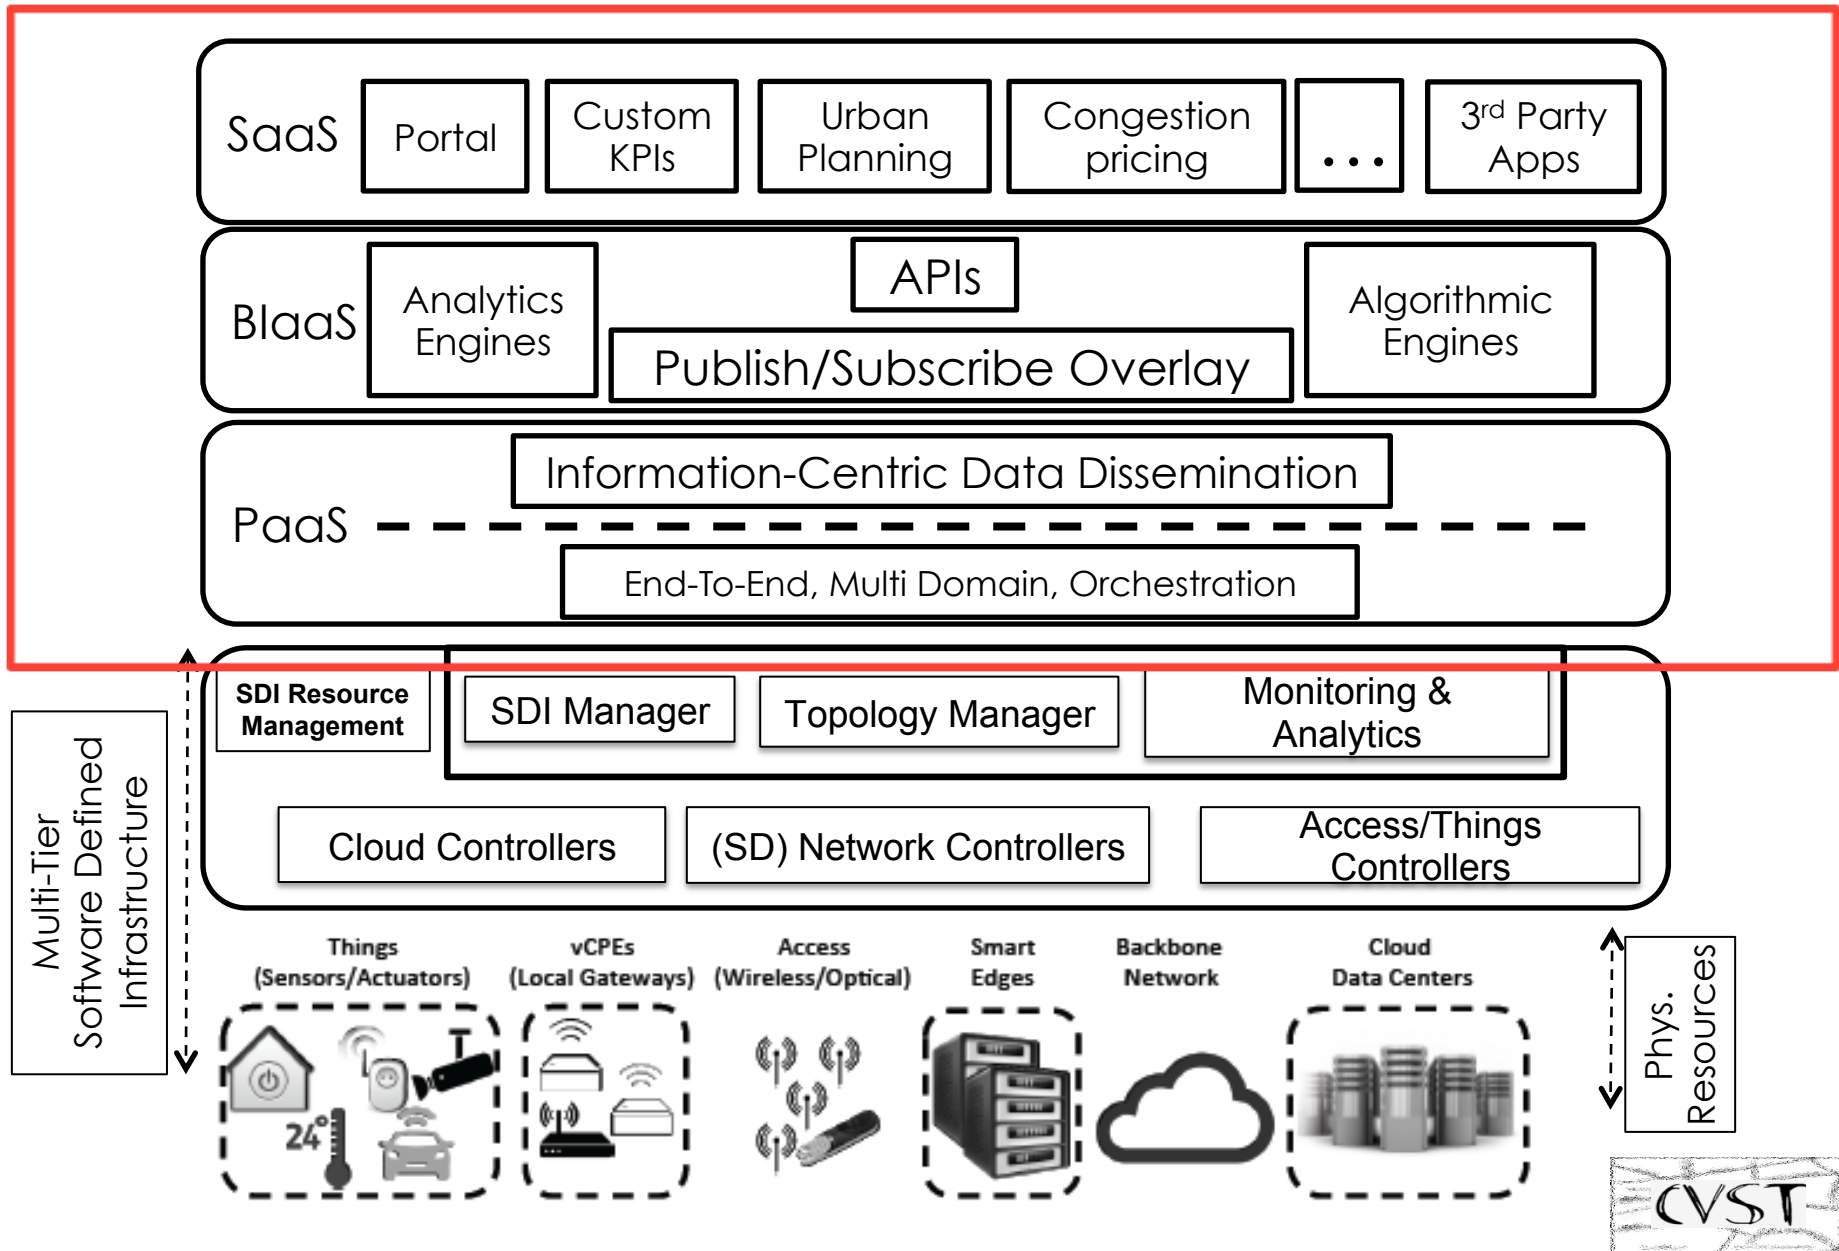 SaaS
Portal
Custom
KPIs
Urban
Planning
Congestion
pricing
...
3rd Party
Apps
BIaaS
Analytics
Engines
APIs
Publish/Subscribe Overlay
Algorithmic
Engines
PaaS
Information-Centric Data Dissemination
End-To-End, Multi Domain, Orchestration
Multi-Tier
Software Defined
Infrastructure
SDI Resource
Management
SDI Manager
Topology Manager
Monitoring &
Analytics
Cloud Controllers
(SD) Network Controllers
Access/Things
Controllers
Things
(Sensors/Actuators)
vCPEs
(Local Gateways)
Access
(Wireless/Optical)
Smart
Edges
Backbone
Network
Cloud
Data Centers
Phys.
Resources
24°
CVST